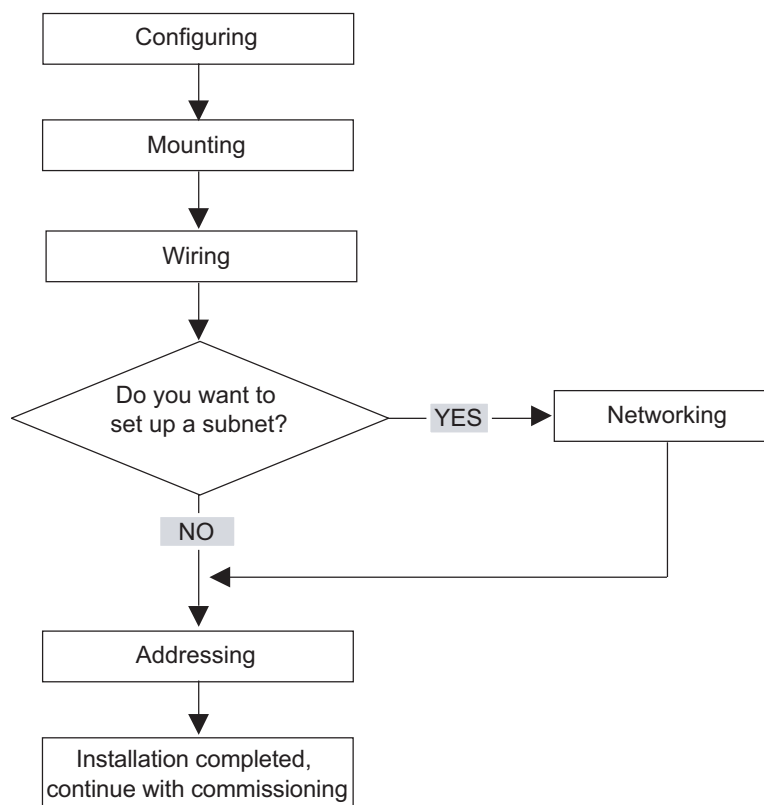 Configuring
Mounting
Wiring
Do you want to
set up a subnet?
YES
Networking
NO
Addressing
Installation completed,
continue with commissioning